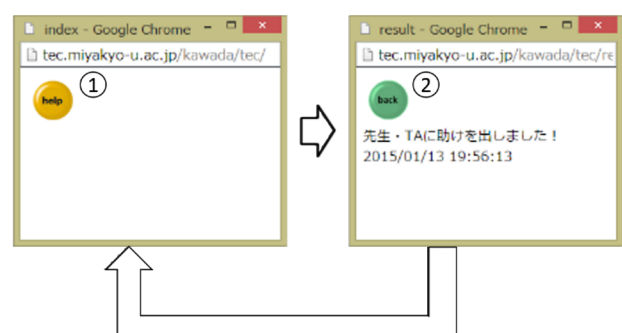 index - Google Chrome
tec.miyakyo-u.ac.jp/kawada/tec/
help
①
result - Google Chrome
tec.miyakyo-u.ac.jp/kawada/tec/re
back
②
先生・TAに助けを出しました！
2015/01/13 19:56:13